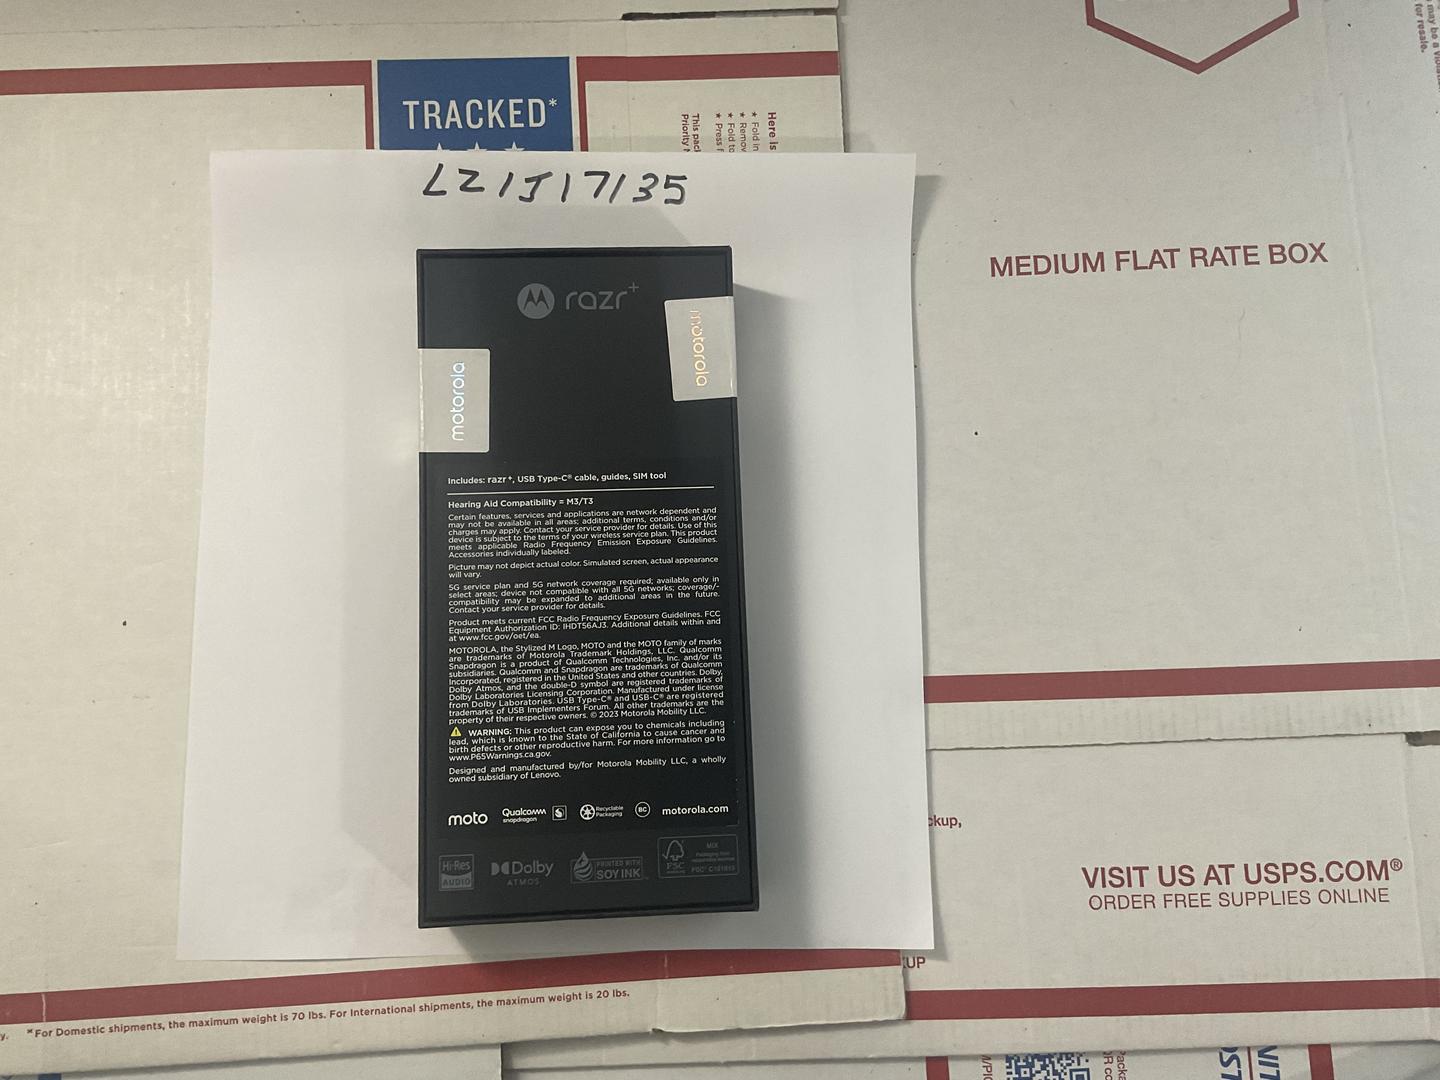 TRACKED*
Here is
★ Fold in
★ Remov
★ Fold to
★ Press f
This pac
Priority
may be a
for resale.
LZ1J17135
MEDIUM FLAT RATE BOX
razr+
motorola
motorola
Includes: razr+, USB Type-C® cable, guides, SIM tool
Hearing Aid Compatibility = M3/T3
Certain features, services and applications are network dependent and
may not be available in all areas; additional terms, conditions and/or
charges may apply. Contact your service provider for details. Use of this
device is subject to the terms of your wireless service plan. This product
meets applicable Radio Frequency Emission Exposure Guidelines.
Accessories individually labeled.
Picture may not depict actual color. Simulated screen, actual appearance
will vary.
5G service plan and 5G network coverage required; available only in
select areas; device not compatible with all 5G networks; coverage/-
compatibility may be expanded to additional areas in the future.
Contact your service provider for details.
Product meets current FCC Radio Frequency Exposure Guidelines. FCC
Equipment Authorization ID: IHDT56AJ3. Additional details within and
at www.fcc.gov/oet/ea.
MOTOROLA, the Stylized M Logo, MOTO and the MOTO family of marks
are trademarks of Motorola Trademark Holdings, LLC. Qualcomm
Snapdragon is a product of Qualcomm Technologies, Inc. and/or its
subsidiaries. Qualcomm and Snapdragon are trademarks of Qualcomm
Incorporated, registered in the United States and other countries. Dolby,
Dolby Atmos, and the double-D symbol are registered trademarks of
Dolby Laboratories Licensing Corporation. Manufactured under license
from Dolby Laboratories. USB Type-C® and USB-C® are registered
trademarks of USB Implementers Forum. All other trademarks are the
property of their respective owners. © 2023 Motorola Mobility LLC.
WARNING: This product can expose you to chemicals including
lead, which is known to the State of California to cause cancer and
birth defects or other reproductive harm. For more information go to
www.P65Warnings.ca.gov.
Designed and manufactured by/for Motorola Mobility LLC, a wholly
owned subsidiary of Lenovo.
moto Qualcomm snapdragon Recyclable Packaging BC motorola.com
Hi-Res AUDIO Dolby ATMOS PRINTED WITH SOY INK FSC MIX
ckup,
VISIT US AT USPS.COM®
ORDER FREE SUPPLIES ONLINE
KUP
y. *For Domestic shipments, the maximum weight is 70 lbs. For International shipments, the maximum weight is 20 lbs.